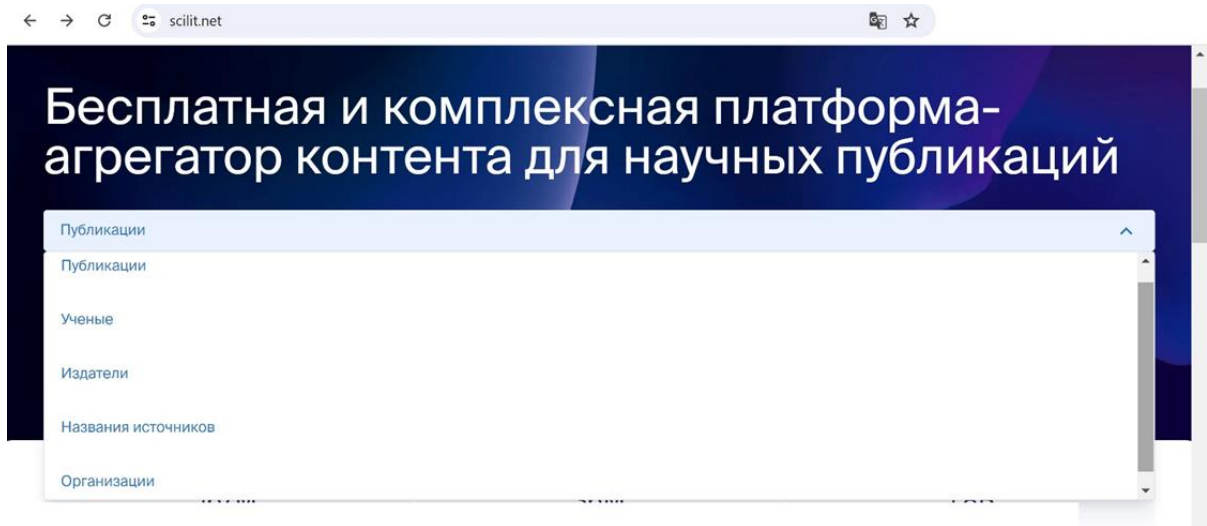 scilit.net
Бесплатная и комплексная платформа-
агрегатор контента для научных публикаций
Публикации
Публикации
Ученые
Издатели
Названия источников
Организации